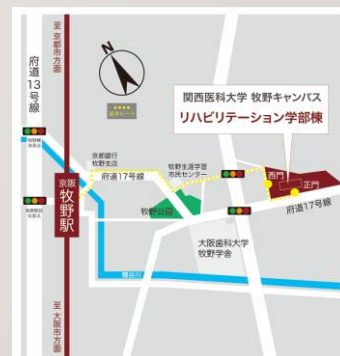 至 京都市方面
府道13号線
N
徒歩ルート
関西医科大学 牧野キャンパス
リハビリテーション学部棟
京都銀行
牧野支店
牧野生涯学習
市民センター
府道17号線
西門
正門
京阪
牧野駅
牧野公園
府道17号線
大阪歯科大学
牧野学舎
穂谷川
至 大阪市方面